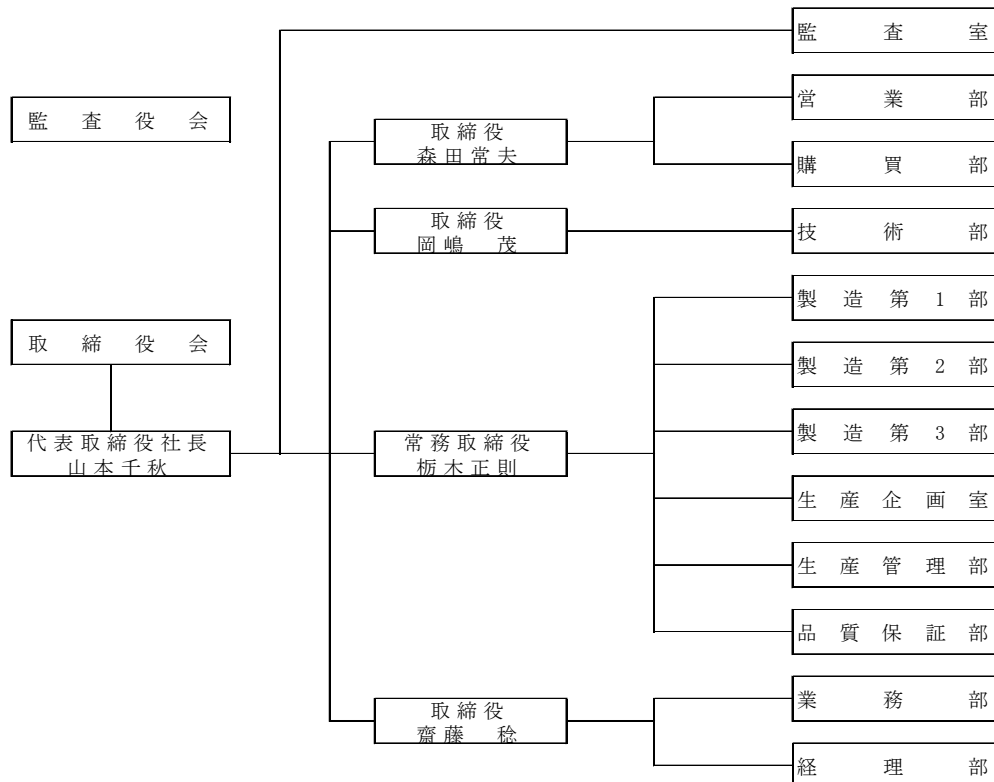 監査室
営業部
監査役会
取締役
森田常夫
購買部
取締役
岡嶋 茂
技術部
製造第1部
取締役会
製造第2部
代表取締役社長
山本千秋
常務取締役
栃木正則
製造第3部
生産企画室
生産管理部
品質保証部
取締役
齋藤 稔
業務部
経理部